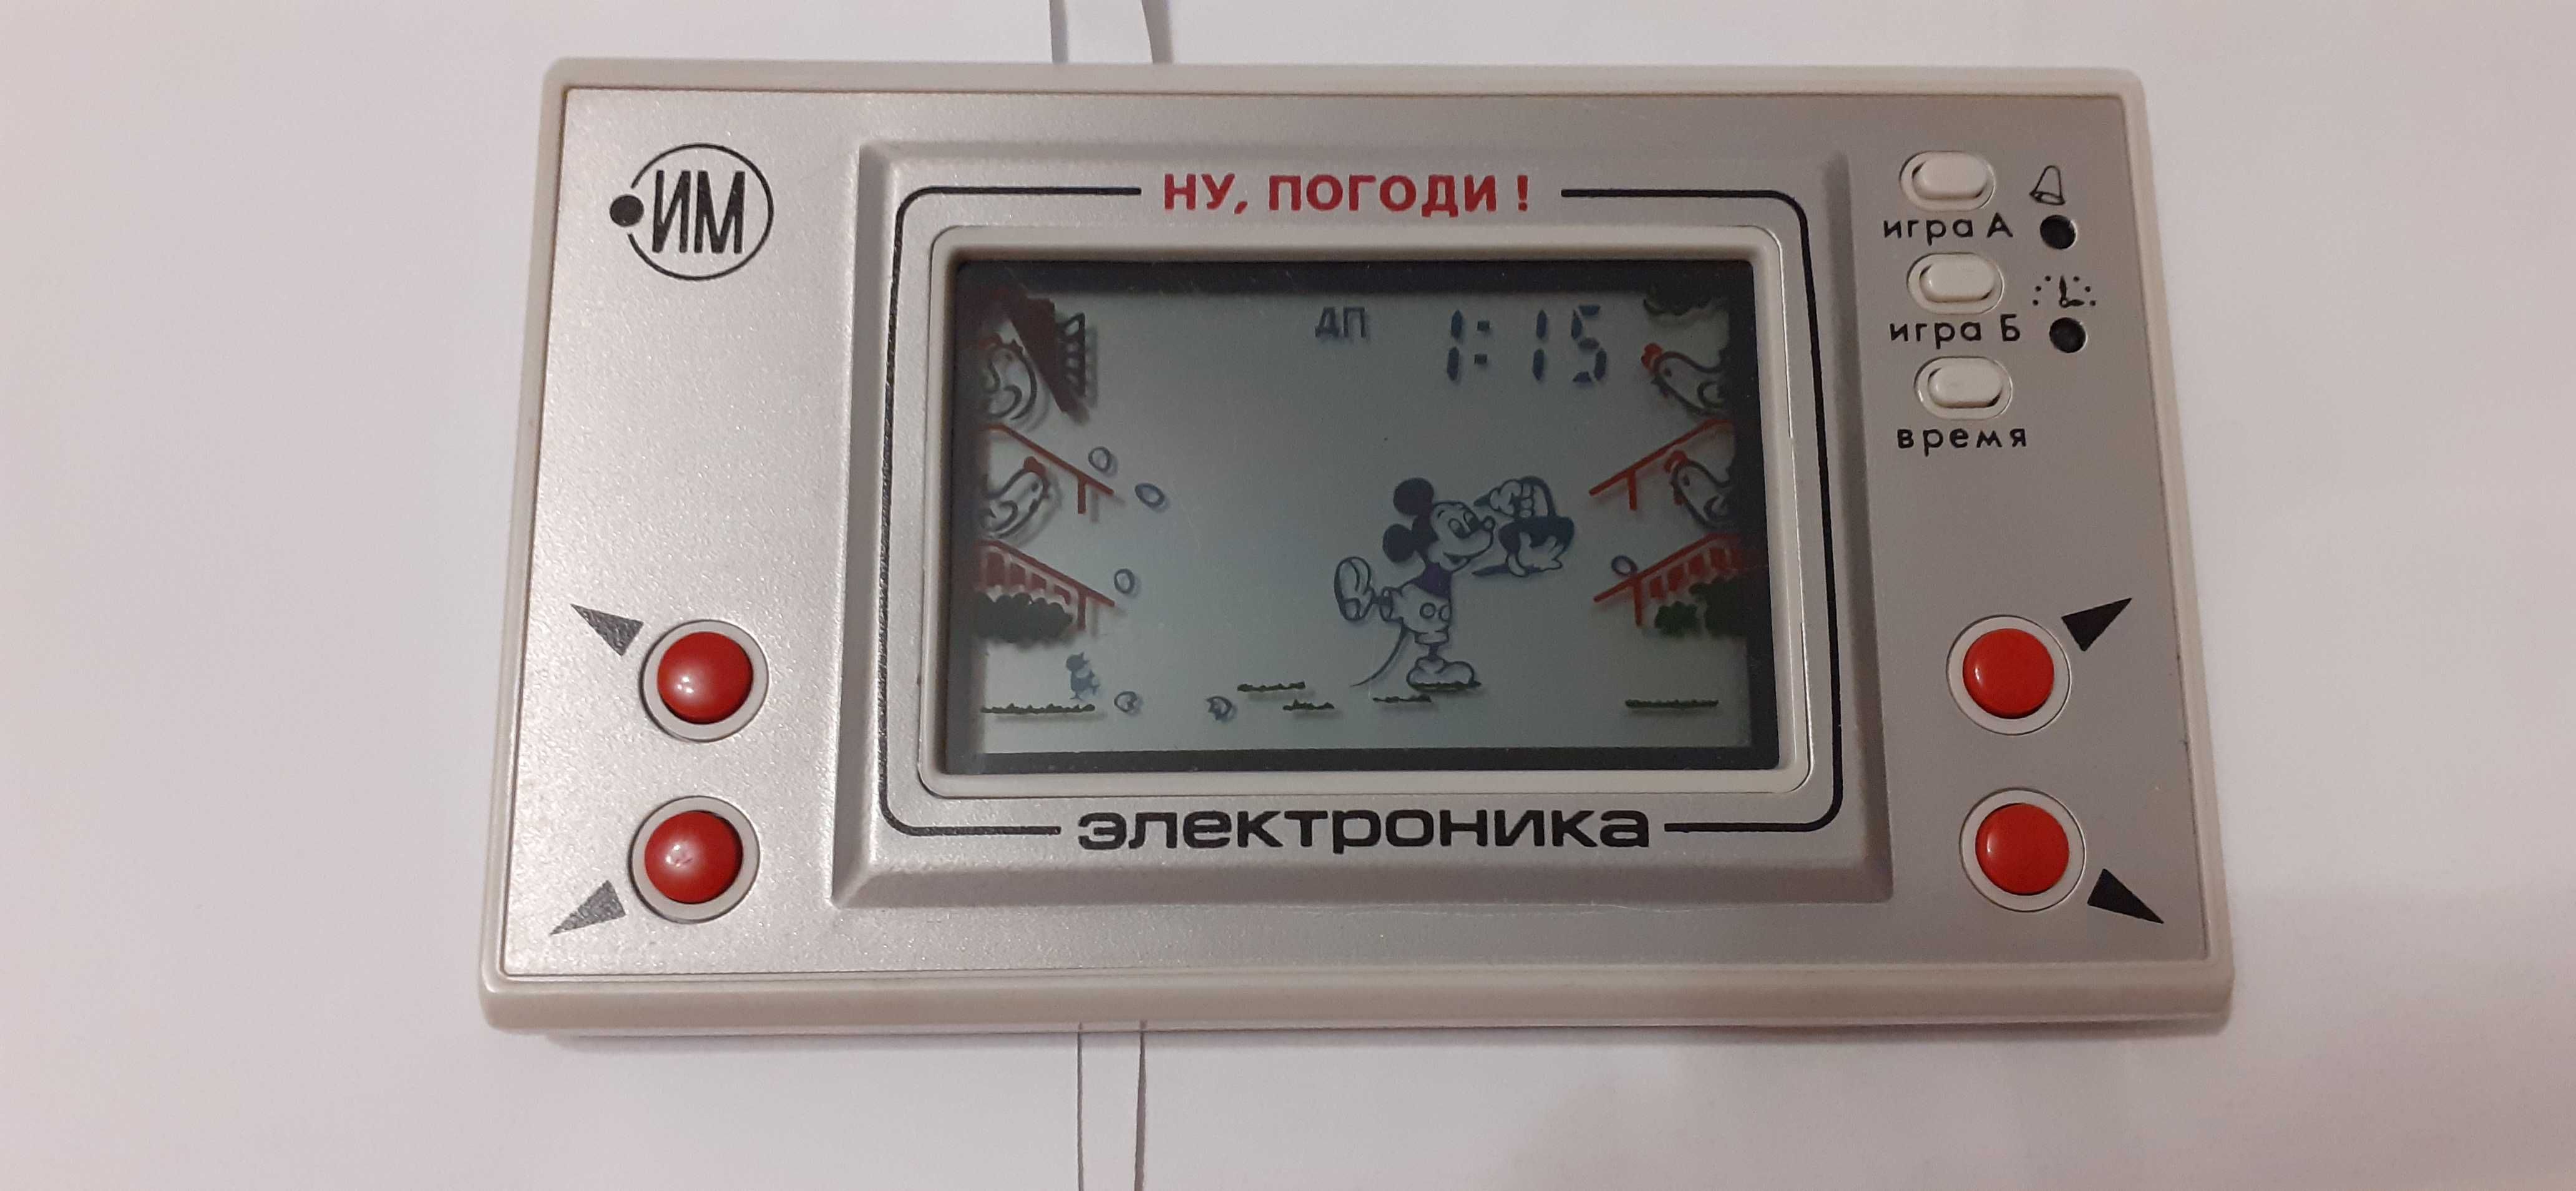 ИМ
НУ, ПОГОДИ!
игра А
игра Б
время
ДП 1:15
электроника